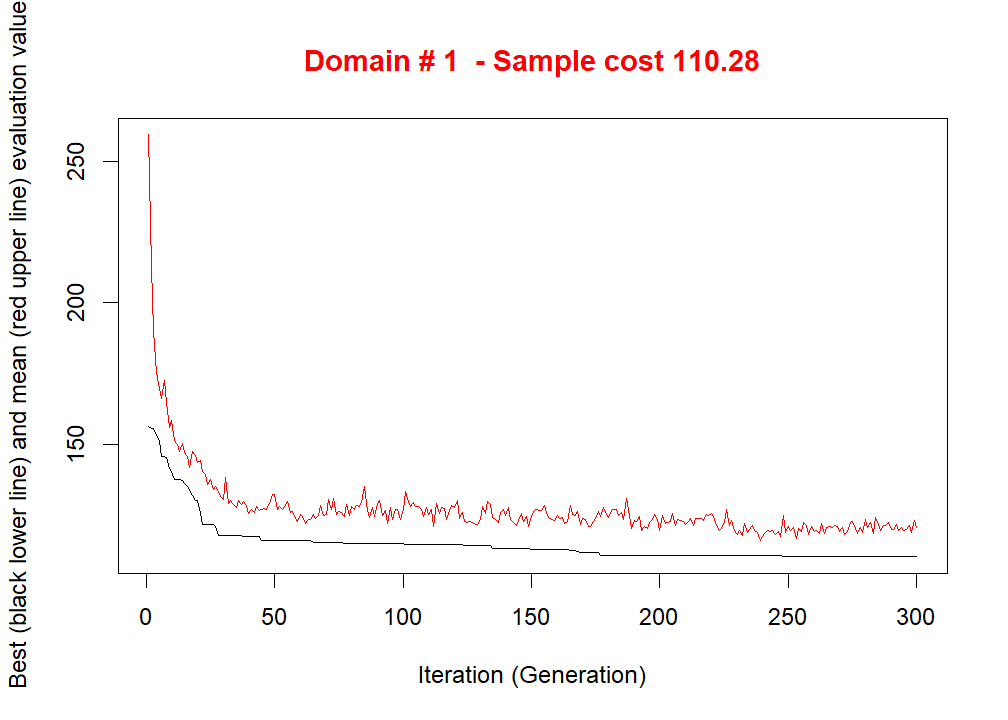 Domain # 1  - Sample cost 110.28
Best (black lower line) and mean (red upper line) evaluation value
250
200
150
0 50 100 150 200 250 300
Iteration (Generation)